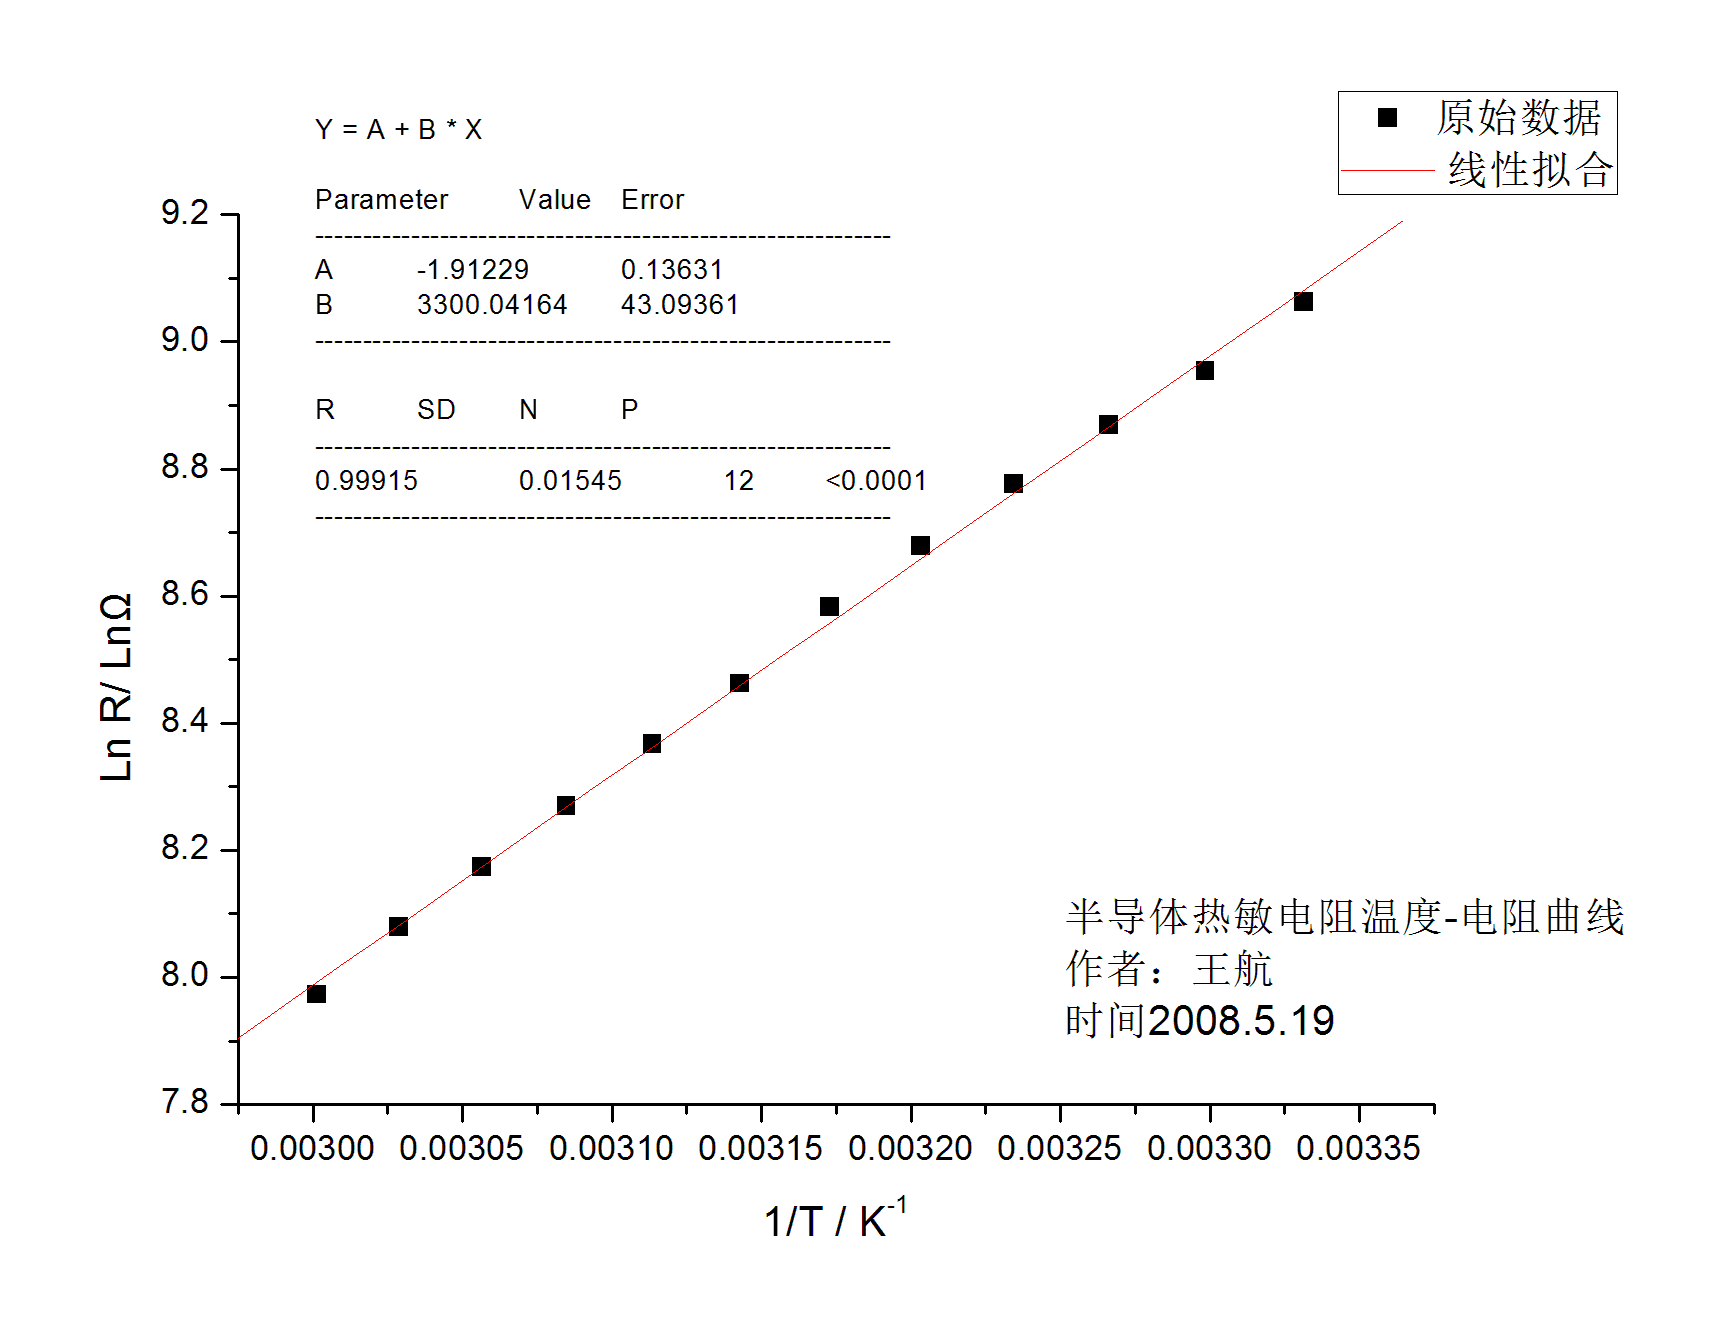 Y = A + B * X
Parameter Value Error
------------------------------------------------------------
A -1.91229 0.13631
B 3300.04164 43.09361
------------------------------------------------------------
R SD N P
------------------------------------------------------------
0.99915 0.01545 12 <0.0001
------------------------------------------------------------
原始数据
线性拟合
9.2
9.0
8.8
8.6
8.4
8.2
8.0
7.8
Ln R/ LnΩ
半导体热敏电阻温度-电阻曲线
作者：王航
时间2008.5.19
0.00300 0.00305 0.00310 0.00315 0.00320 0.00325 0.00330 0.00335
1/T / K⁻¹